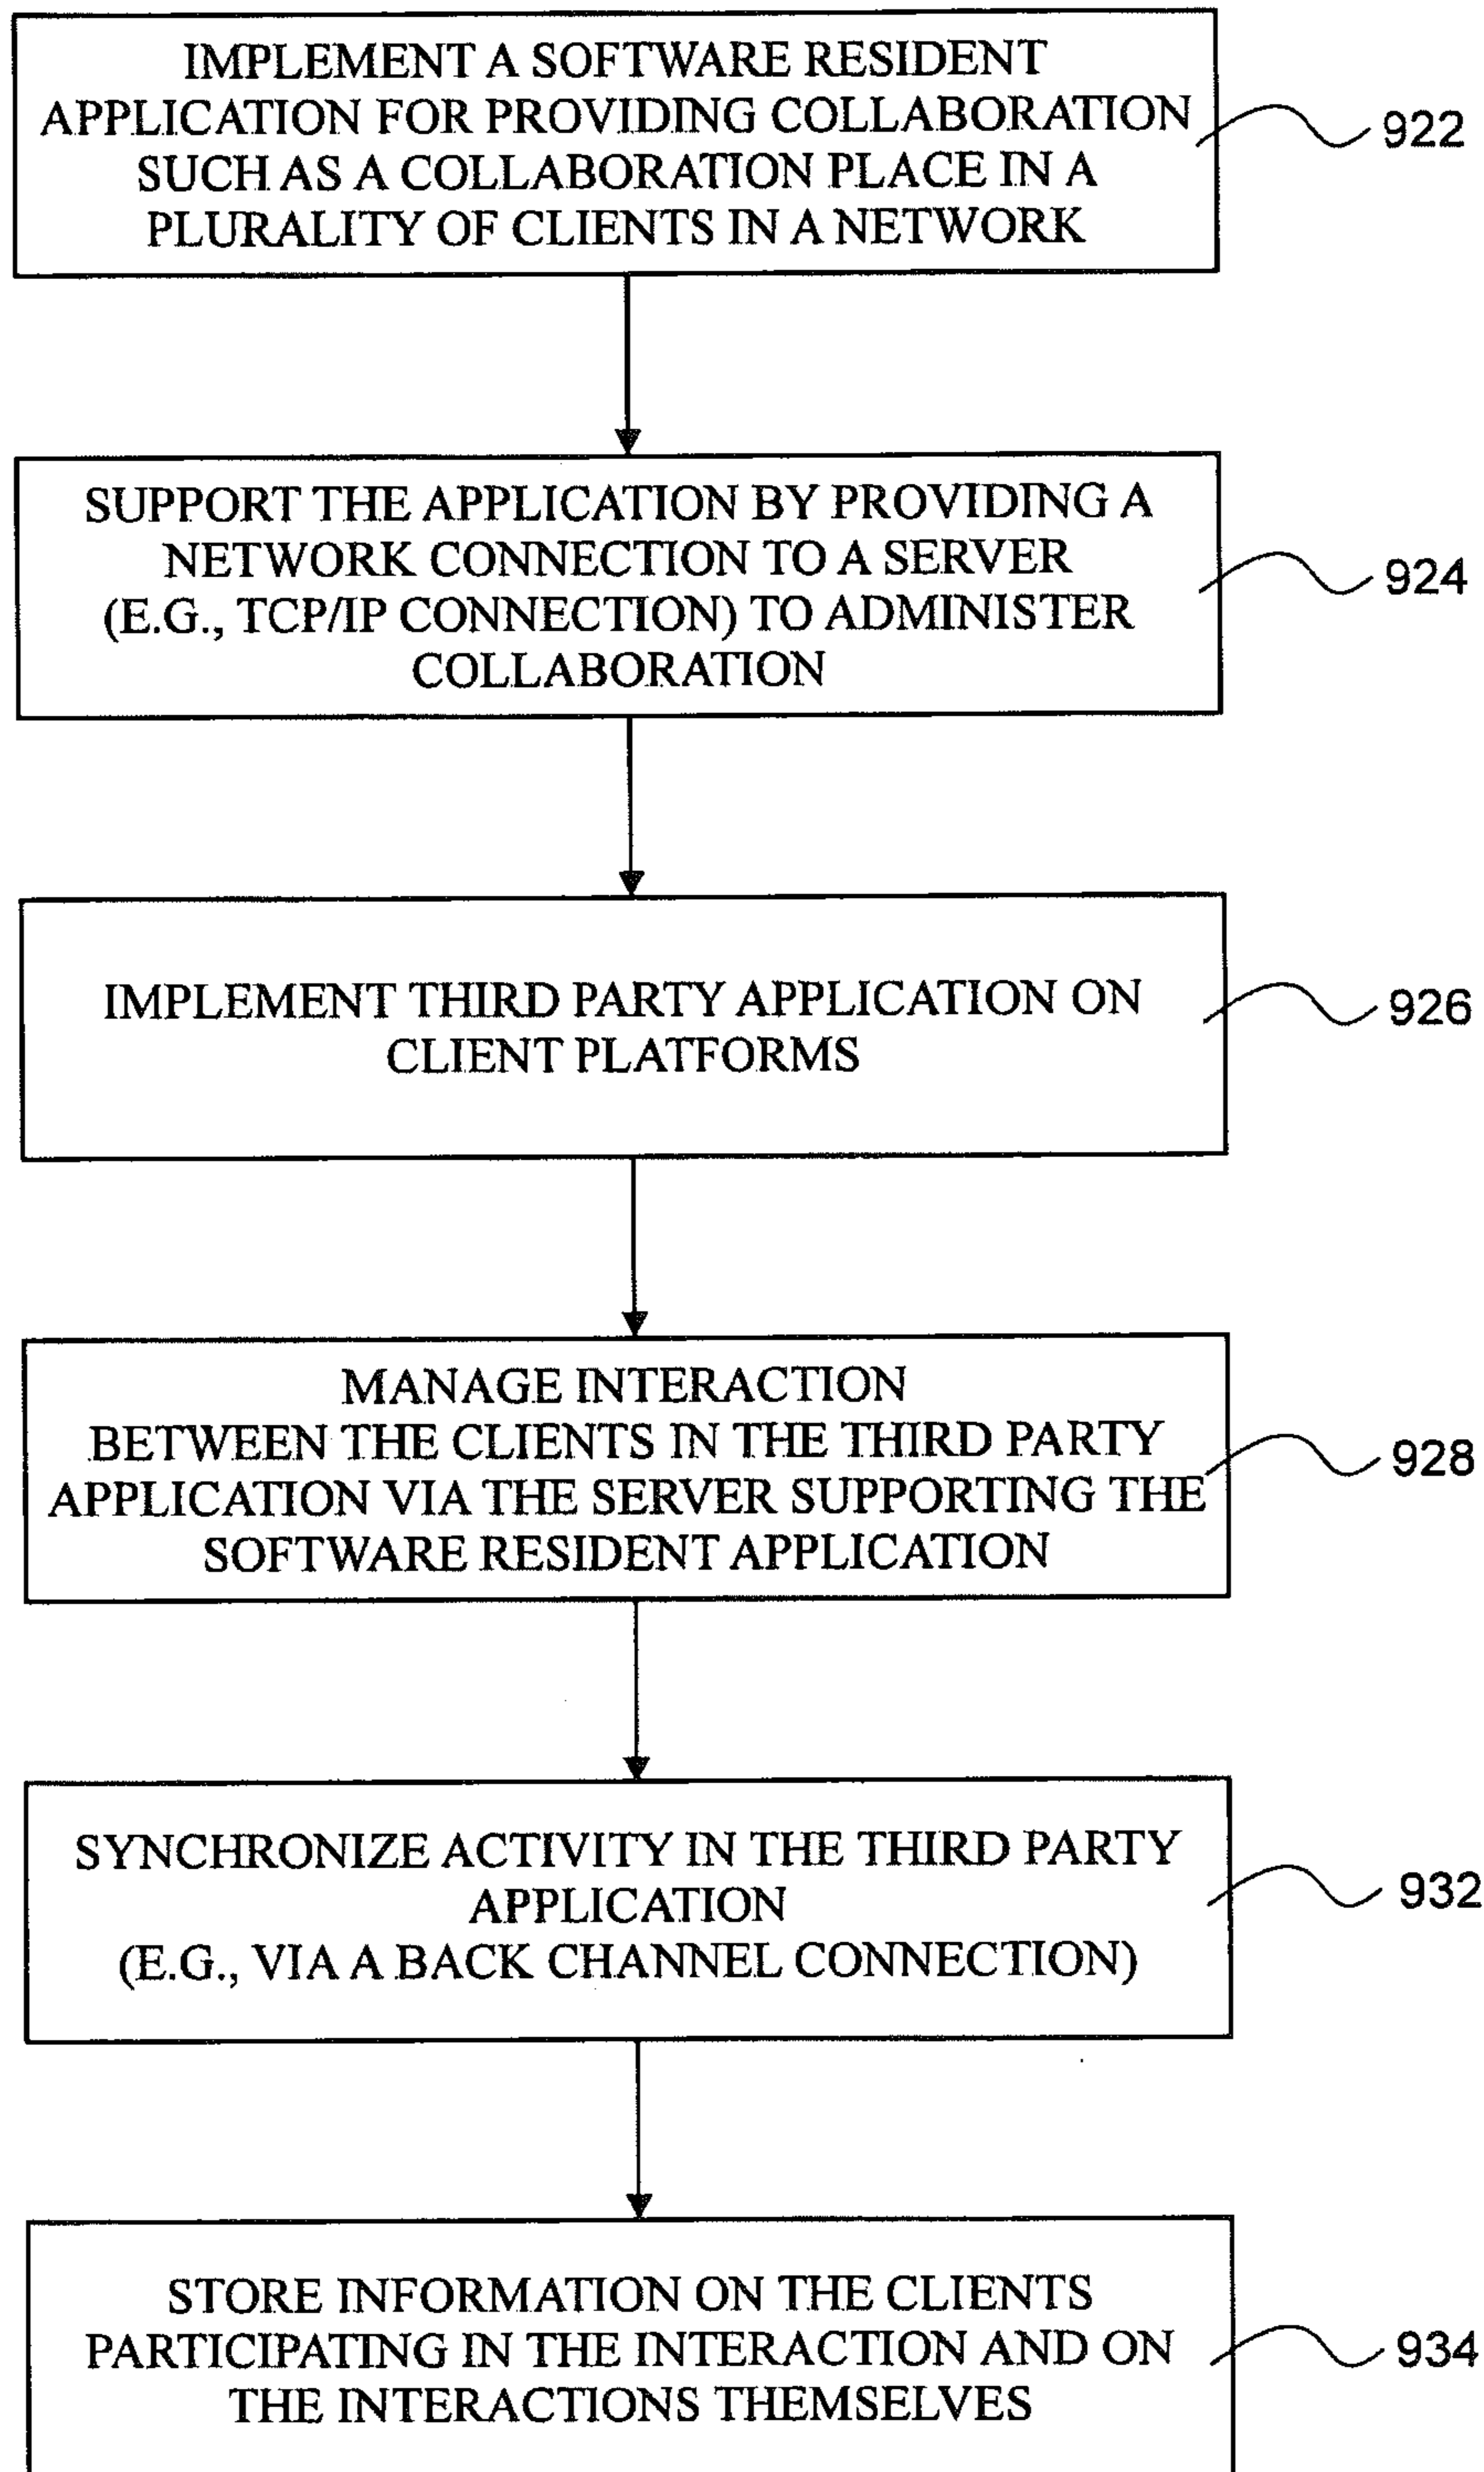 IMPLEMENT A SOFTWARE RESIDENT
APPLICATION FOR PROVIDING COLLABORATION
SUCH AS A COLLABORATION PLACE IN A
PLURALITY OF CLIENTS IN A NETWORK
922
SUPPORT THE APPLICATION BY PROVIDING A
NETWORK CONNECTION TO A SERVER
(E.G., TCP/IP CONNECTION) TO ADMINISTER
COLLABORATION
924
IMPLEMENT THIRD PARTY APPLICATION ON
CLIENT PLATFORMS
926
MANAGE INTERACTION
BETWEEN THE CLIENTS IN THE THIRD PARTY
APPLICATION VIA THE SERVER SUPPORTING THE
SOFTWARE RESIDENT APPLICATION
928
SYNCHRONIZE ACTIVITY IN THE THIRD PARTY
APPLICATION
(E.G., VIA A BACK CHANNEL CONNECTION)
932
STORE INFORMATION ON THE CLIENTS
PARTICIPATING IN THE INTERACTION AND ON
THE INTERACTIONS THEMSELVES
934